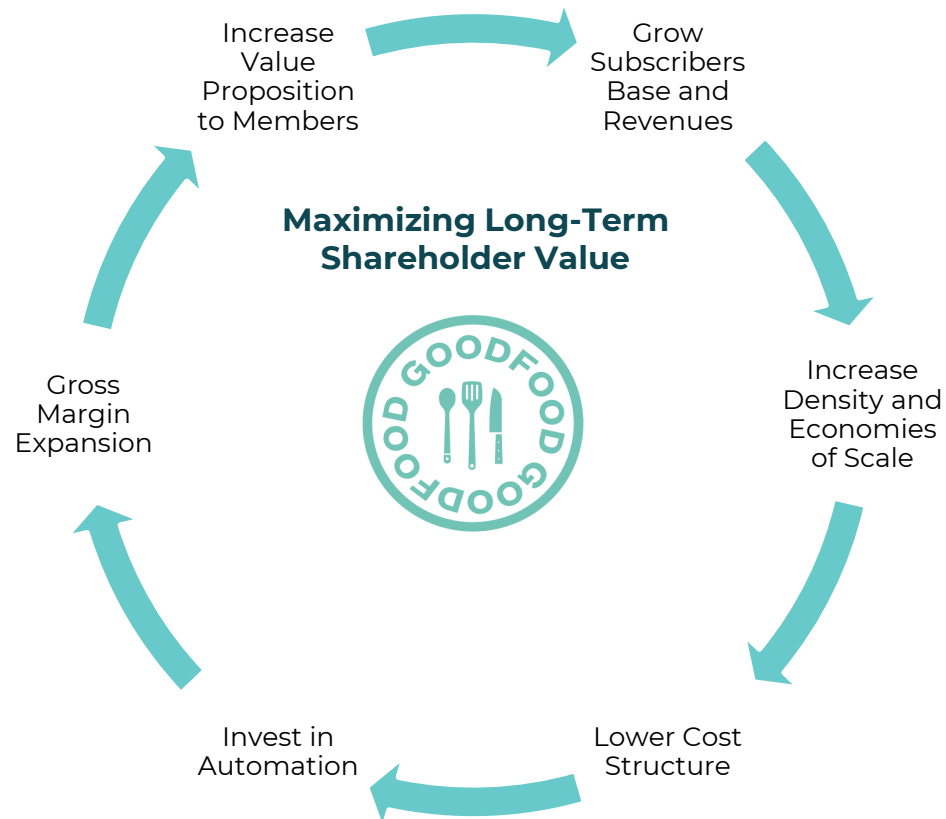 Increase
Value
Proposition
to Members
Grow
Subscribers
Base and
Revenues
Maximizing Long-Term
Shareholder Value
GOODFOOD GOODFOOD
Increase
Density and
Economies
of Scale
Gross
Margin
Expansion
Lower Cost
Structure
Invest in
Automation